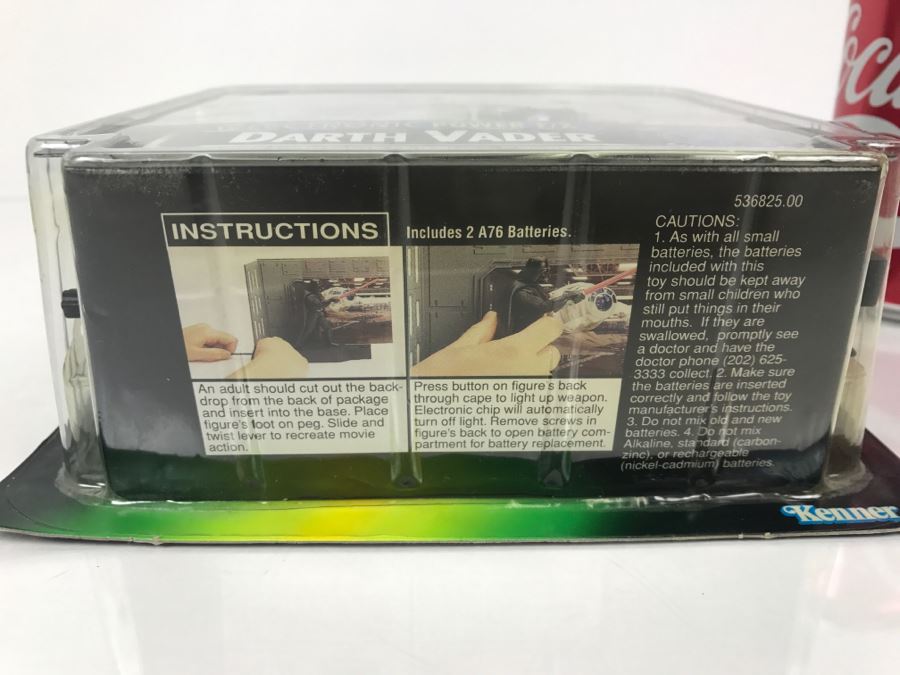 ELECTRONIC POWER F/X
DARTH VADER
Coca
536825.00
INSTRUCTIONS
Includes 2 A76 Batteries.
An adult should cut out the back-
drop from the back of package
and insert into the base. Place
figure's foot on peg. Slide and
twist lever to recreate movie
action.
Press button on figure's back
through cape to light up weapon.
Electronic chip will automatically
turn off light. Remove screws in
figure's back to open battery com-
partment for battery replacement.
CAUTIONS:
1. As with all small
batteries, the batteries
included with this
toy should be kept away
from small children who
still put things in their
mouths. If they are
swallowed, promptly see
a doctor and have the
doctor phone (202) 625-
3333 collect. 2. Make sure
the batteries are inserted
correctly and follow the toy
manufacturer's instructions.
3. Do not mix old and new
batteries. 4. Do not mix
Alkaline, standard (carbon-
zinc), or rechargeable
(nickel-cadmium) batteries.
Kenner